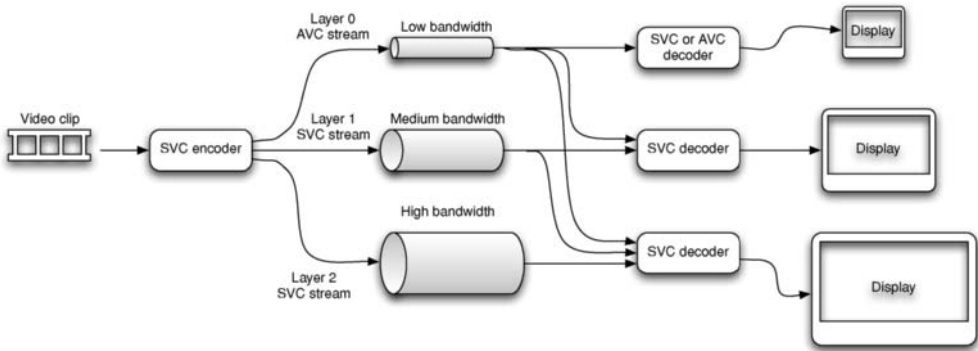 Layer 0
AVC stream
Low bandwidth
SVC or AVC
decoder
Display
Video clip
SVC encoder
Layer 1
SVC stream
Medium bandwidth
SVC decoder
Display
High bandwidth
Layer 2
SVC stream
SVC decoder
Display